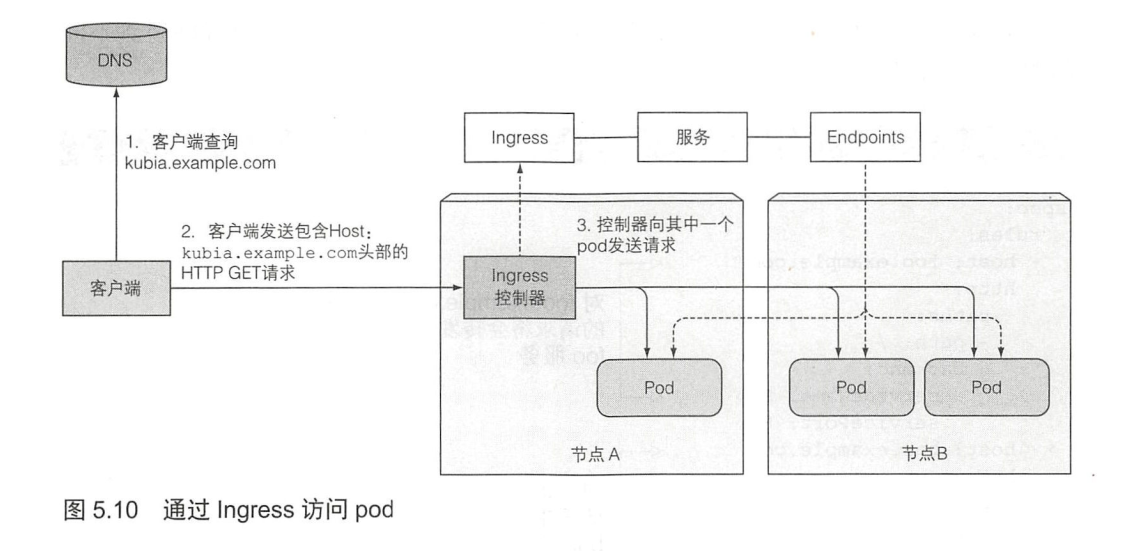 DNS
1. 客户端查询
kubia.example.com
Ingress
服务
Endpoints
2. 客户端发送包含Host：
kubia.example.com头部的
HTTP GET请求
3. 控制器向其中一个
pod发送请求
客户端
Ingress
控制器
Pod
Pod
Pod
节点 A
节点B
图 5.10 通过 Ingress 访问 pod